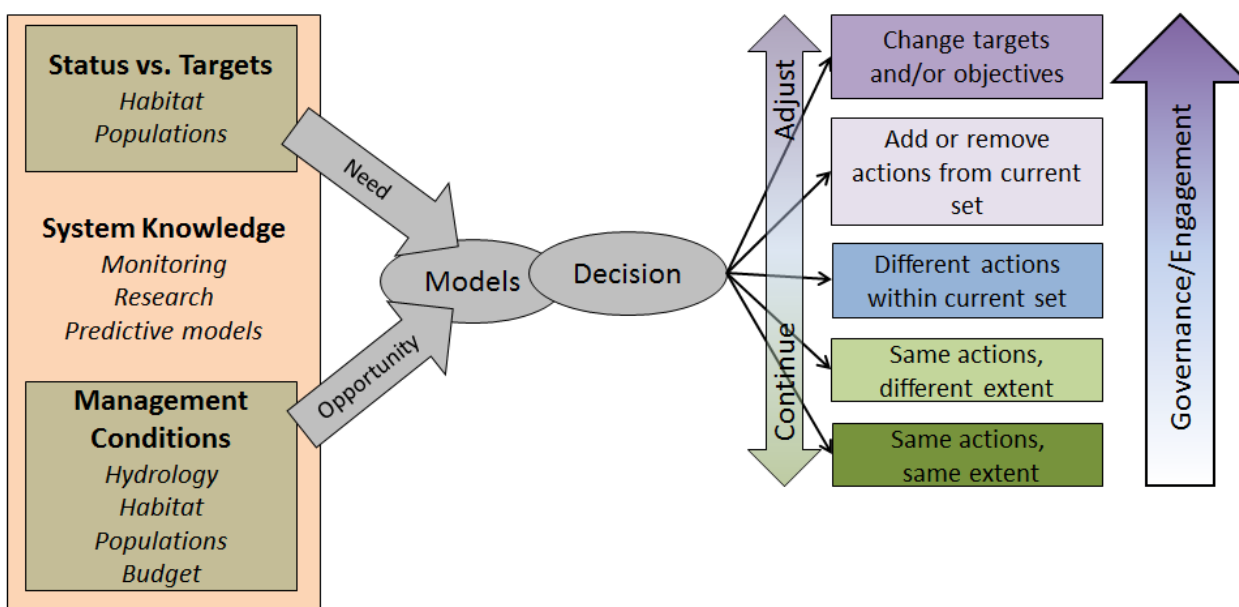 Status vs. Targets
Habitat
Populations
System Knowledge
Monitoring
Research
Predictive models
Management
Conditions
Hydrology
Habitat
Populations
Budget
Need
Opportunity
Models
Decision
Adjust
Continue
Change targets
and/or objectives
Add or remove
actions from current
set
Different actions
within current set
Same actions,
different extent
Same actions,
same extent
Governance/Engagement